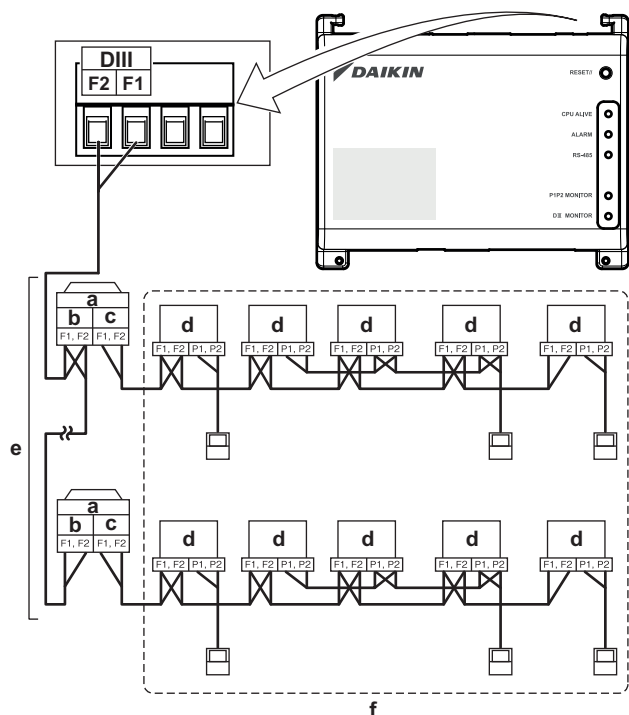 DIII
F2 F1
DAIKIN
RESET//
CPU ALIVE
ALARM
RS-485
P1P2 MONITOR
DIII MONITOR
e
a
b c
F1, F2 F1, F2
d d d d d
F1, F2 P1, P2 F1, F2 P1, P2 F1, F2 P1, P2 F1, F2 P1, P2 F1, F2 P1, P2
a
b c
F1, F2 F1, F2
d d d d d
F1, F2 P1, P2 F1, F2 P1, P2 F1, F2 P1, P2 F1, F2 P1, P2 F1, F2 P1, P2
f